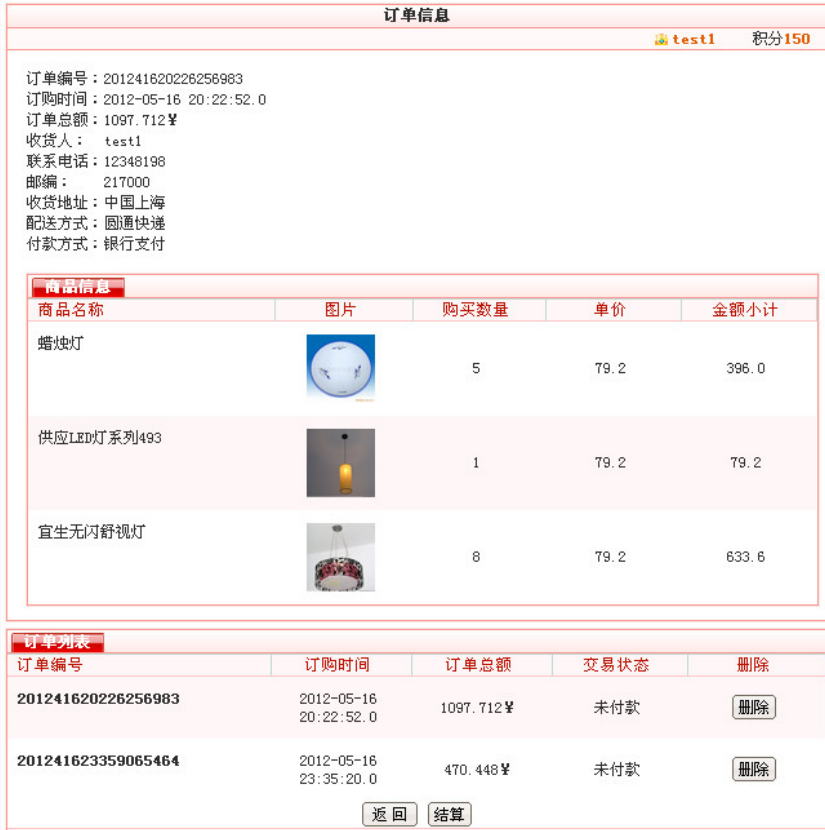 订单信息
test1 积分150
订单编号：201241620226256983
订购时间：2012-05-16 20:22:52.0
订单总额：1097.712¥
收货人： test1
联系电话：12348198
邮编： 217000
收货地址：中国上海
配送方式：圆通快递
付款方式：银行支付
商品信息
商品名称 图片 购买数量 单价 金额小计
蜡烛灯 5 79.2 396.0
供应LED灯系列493 1 79.2 79.2
宜生无闪舒视灯 8 79.2 633.6
订单列表
订单编号 订购时间 订单总额 交易状态 删除
201241620226256983 2012-05-16 20:22:52.0 1097.712¥ 未付款 删除
201241623359065464 2012-05-16 23:35:20.0 470.448¥ 未付款 删除
返 回 结算